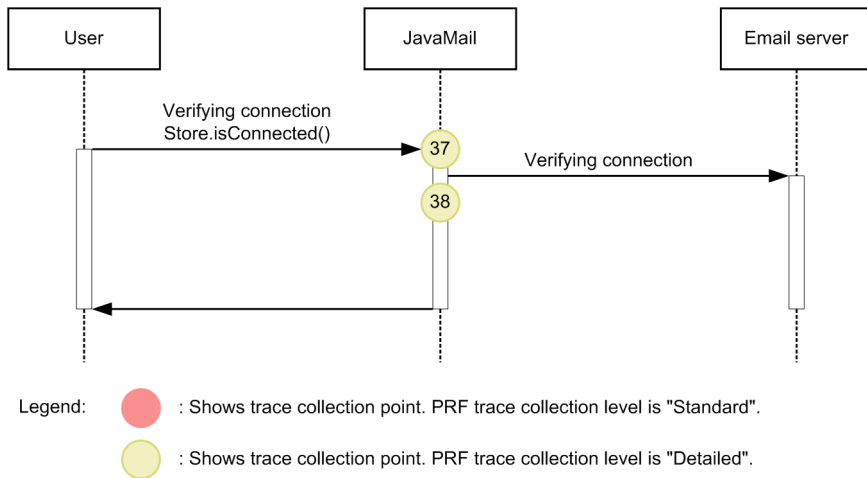 User
JavaMail
Email server
Verifying connection
Store.isConnected()
37
Verifying connection
38
Legend:
: Shows trace collection point. PRF trace collection level is "Standard".
: Shows trace collection point. PRF trace collection level is "Detailed".